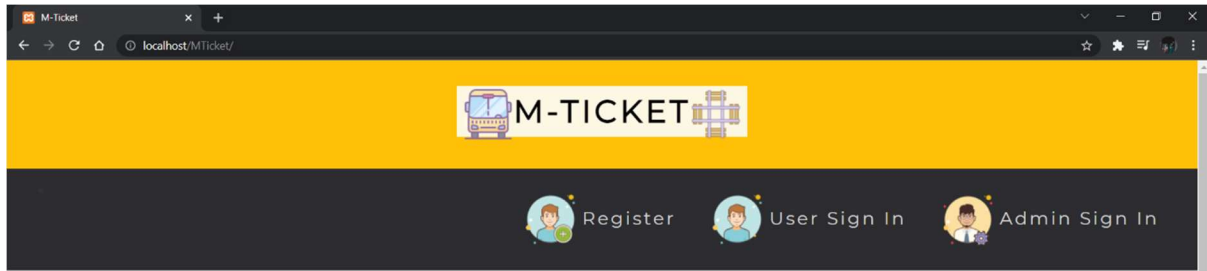 M-Ticket
localhost/MTicket/
M-TICKET
Register User Sign In Admin Sign In